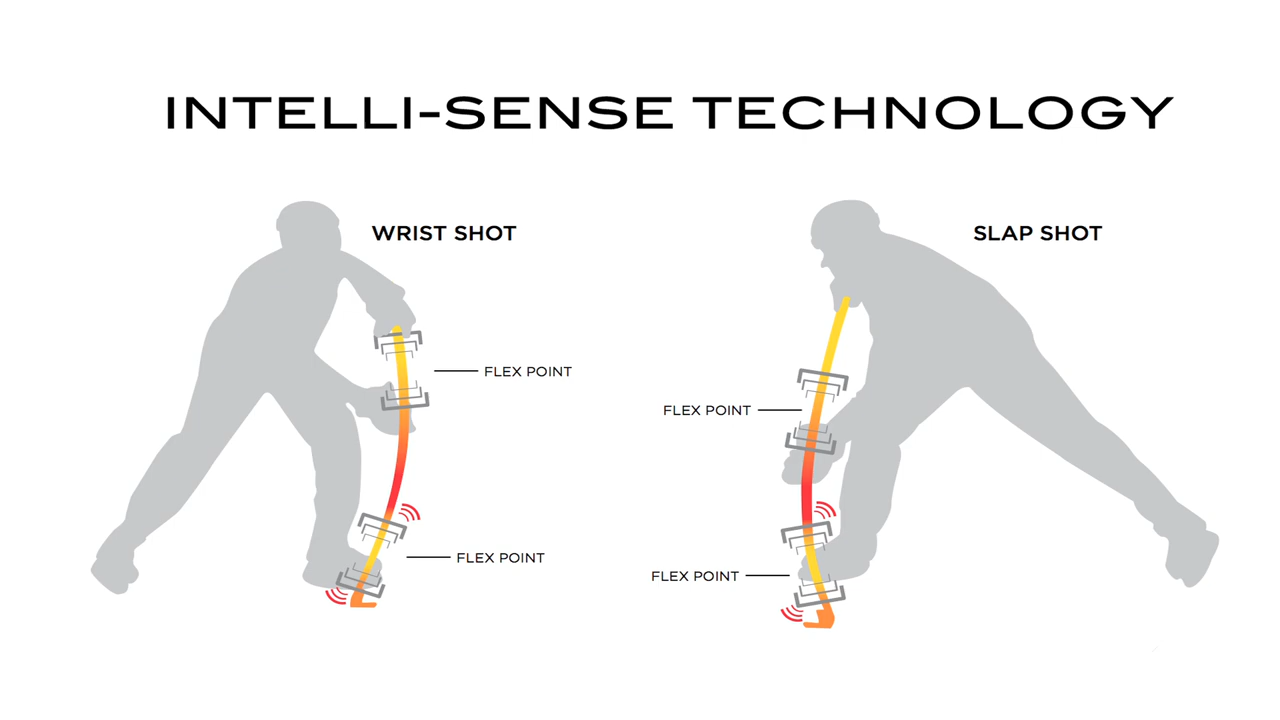 INTELLI-SENSE TECHNOLOGY
WRIST SHOT
FLEX POINT
FLEX POINT
SLAP SHOT
FLEX POINT
FLEX POINT